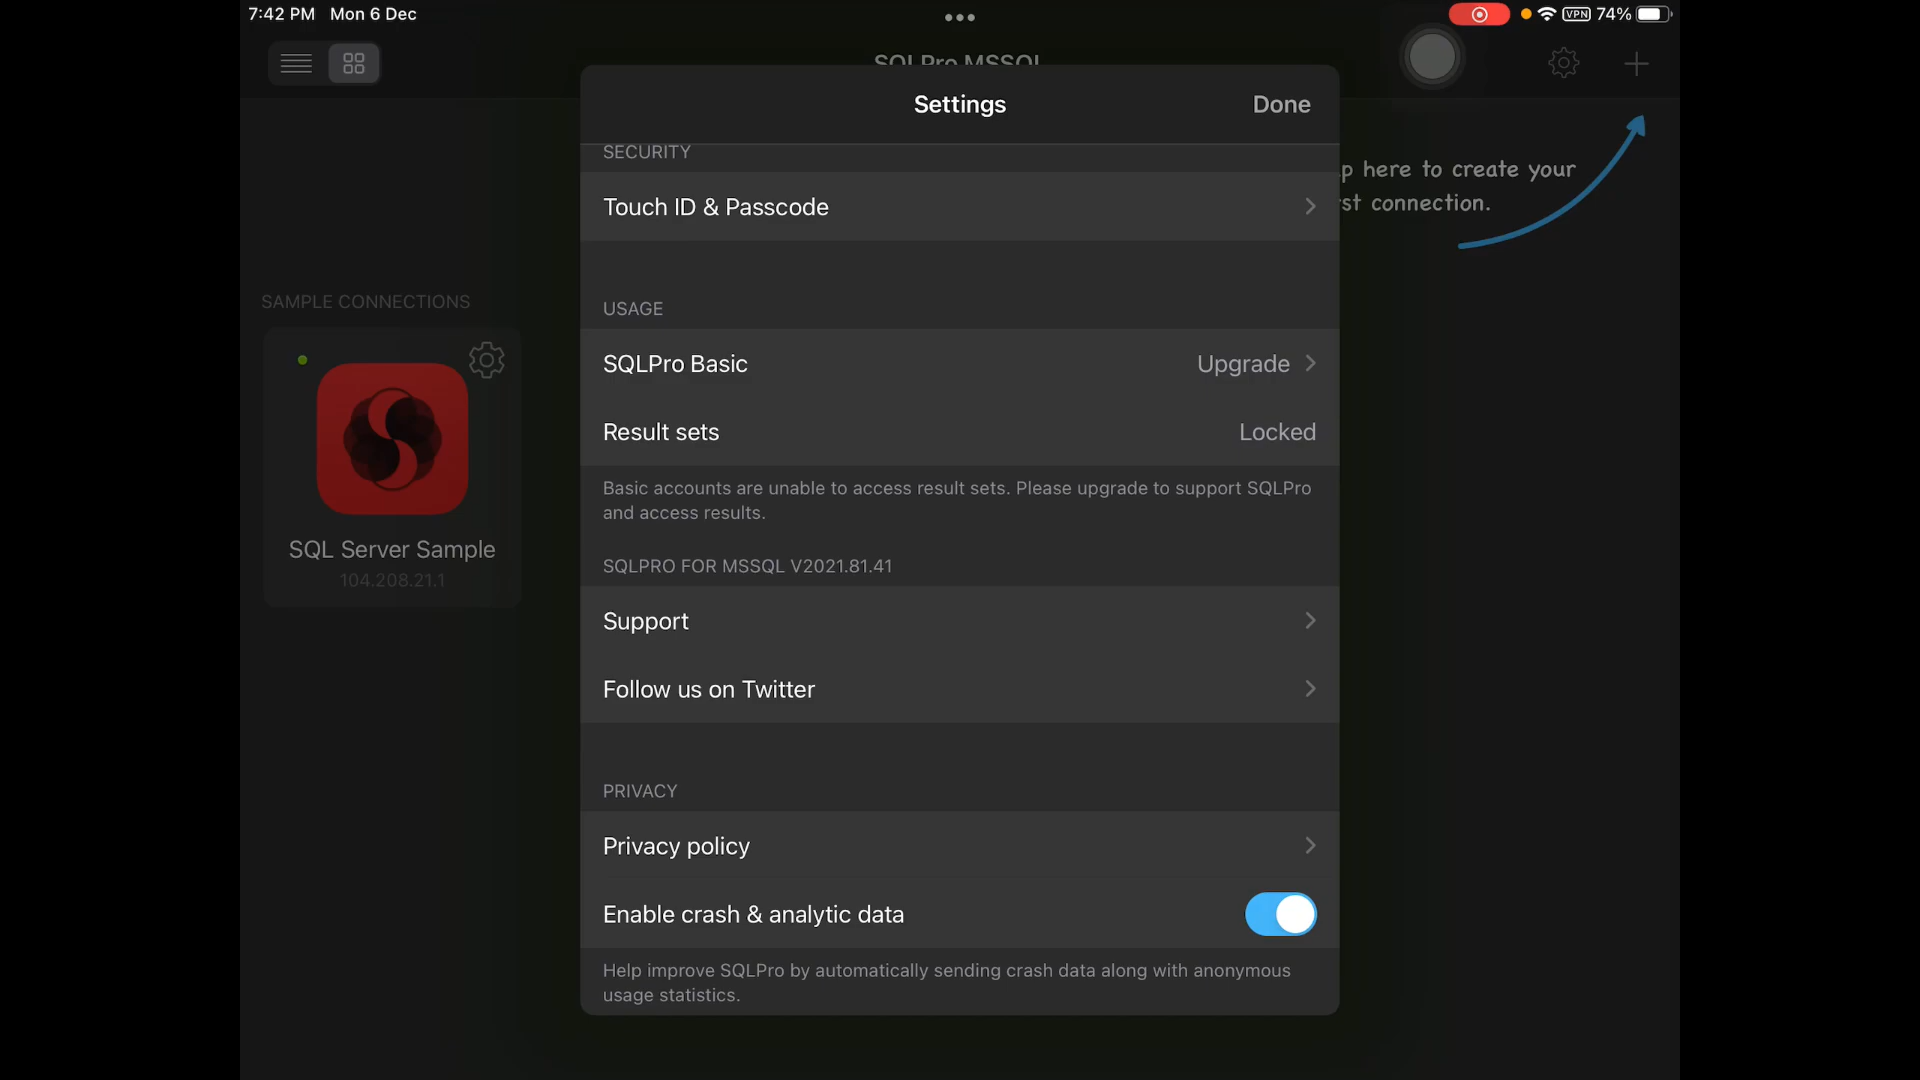 7:42 PM Mon 6 Dec
VPN 74%
SQLPro MSSQL
Settings
Done
SECURITY
Touch ID & Passcode
here to create your
connection.
USAGE
SAMPLE CONNECTIONS
SQLPro Basic
Upgrade
Result sets
Locked
Basic accounts are unable to access result sets. Please upgrade to support SQLPro
and access results.
SQL Server Sample
104.208.21.1
SQLPRO FOR MSSQL V2021.81.41
Support
Follow us on Twitter
PRIVACY
Privacy policy
Enable crash & analytic data
Help improve SQLPro by automatically sending crash data along with anonymous
usage statistics.